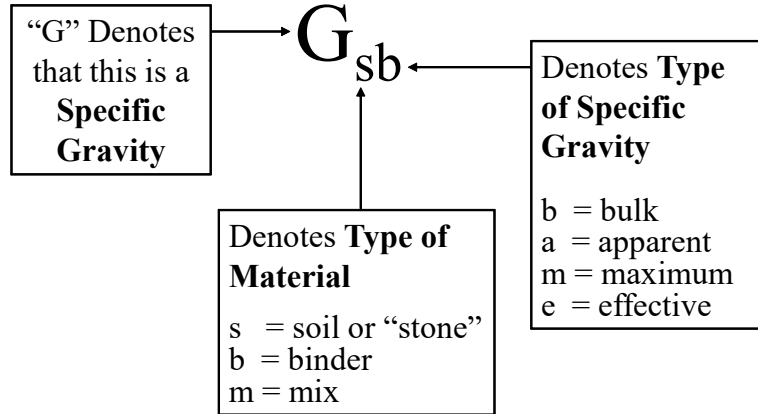 “G” Denotes
that this is a
Specific
Gravity
Gsb
Denotes Type
of Specific
Gravity
b = bulk
a = apparent
m = maximum
e = effective
Denotes Type of
Material
s = soil or “stone”
b = binder
m = mix